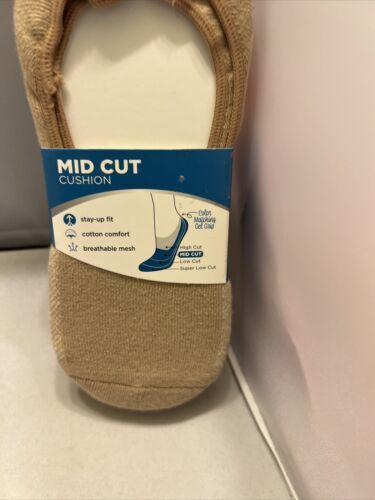 MID CUT
CUSHION
stay-up fit
cotton comfort
breathable mesh
Color
Matching
Gel Grip
High Cut
MID CUT
Low Cut
Super Low Cut